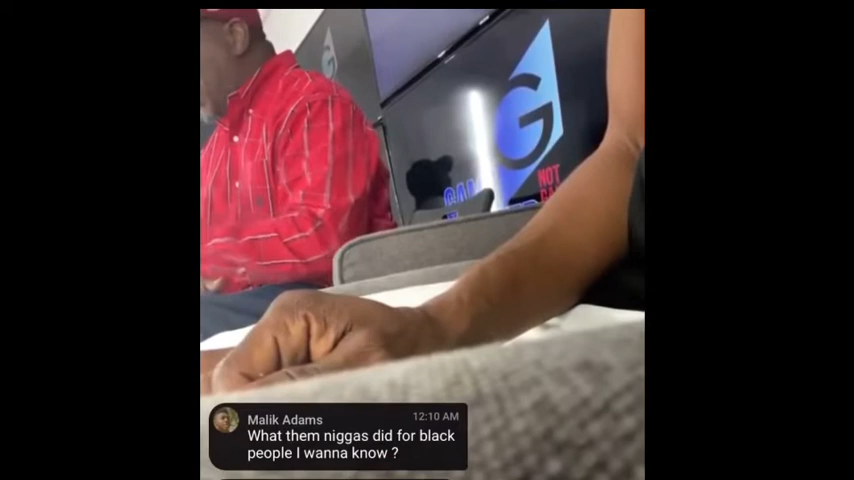 G
G
NOT
Malik Adams
12:10 AM
What them niggas did for black
people I wanna know ?